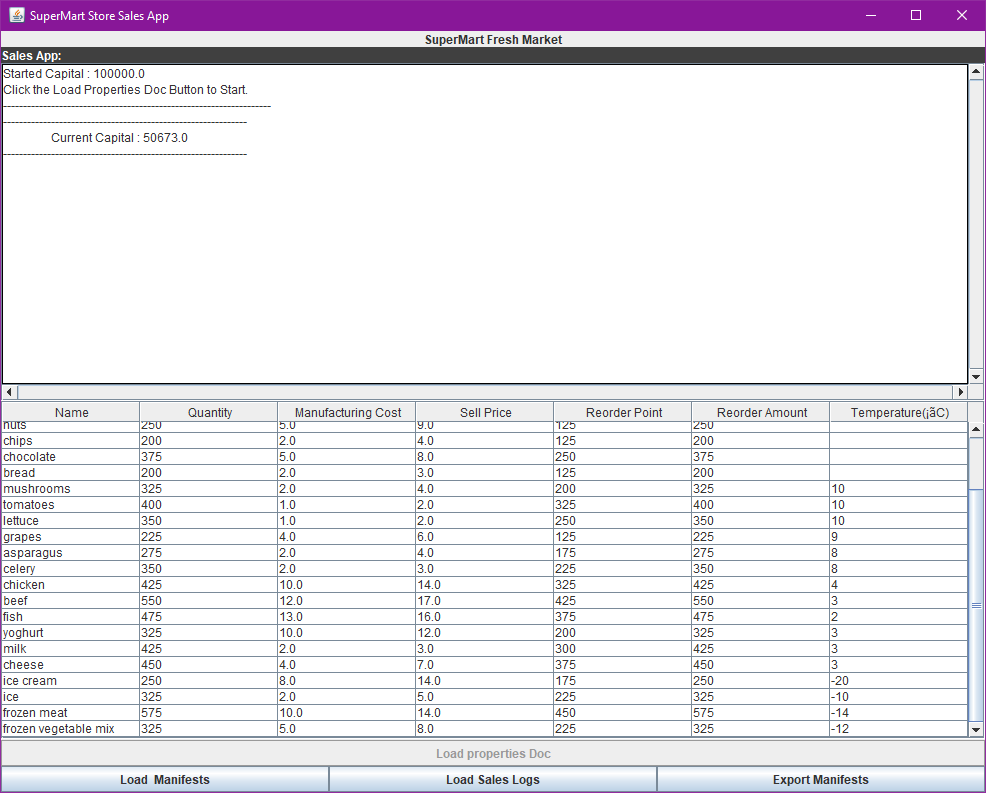 SuperMart Store Sales App
SuperMart Fresh Market
Sales App:
Started Capital : 100000.0
Click the Load Properties Doc Button to Start.
-------------------------------------------------------------------
-------------------------------------------------------------
Current Capital : 50673.0
-------------------------------------------------------------
Name Quantity Manufacturing Cost Sell Price Reorder Point Reorder Amount Temperature(¡ãC)
nuts 250 5.0 9.0 125 250
chips 200 2.0 4.0 125 200
chocolate 375 5.0 8.0 250 375
bread 200 2.0 3.0 125 200
mushrooms 325 2.0 4.0 200 325 10
tomatoes 400 1.0 2.0 325 400 10
lettuce 350 1.0 2.0 250 350 10
grapes 225 4.0 6.0 125 225 9
asparagus 275 2.0 4.0 175 275 8
celery 350 2.0 3.0 225 350 8
chicken 425 10.0 14.0 325 425 4
beef 550 12.0 17.0 425 550 3
fish 475 13.0 16.0 375 475 2
yoghurt 325 10.0 12.0 200 325 3
milk 425 2.0 3.0 300 425 3
cheese 450 4.0 7.0 375 450 3
ice cream 250 8.0 14.0 175 250 -20
ice 325 2.0 5.0 225 325 -10
frozen meat 575 10.0 14.0 450 575 -14
frozen vegetable mix 325 5.0 8.0 225 325 -12
Load properties Doc
Load Manifests Load Sales Logs Export Manifests